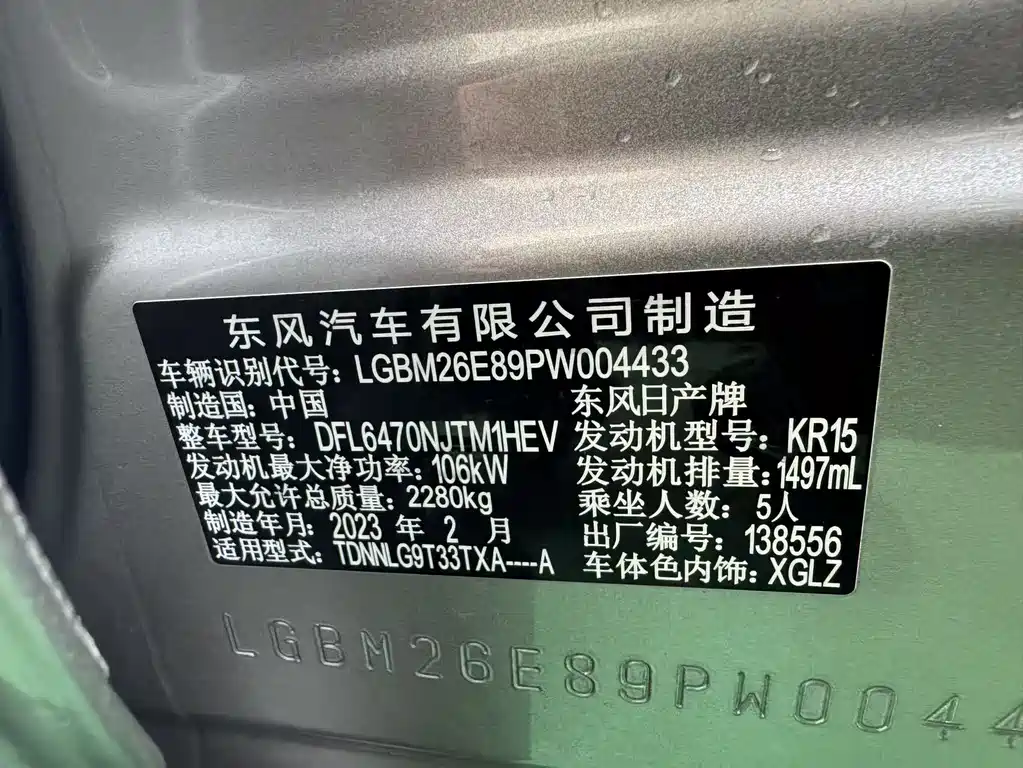 东风汽车有限公司制造
车辆识别代号：LGBM26E89PW004433
制造国：中国 东风日产牌
整车型号：DFL6470NJTM1HEV 发动机型号：KR15
发动机最大净功率：106kW 发动机排量：1497mL
最大允许总质量：2280kg 乘坐人数：5人
制造年月：2023 年 2 月 出厂编号：138556
适用型式：TDNNLG9T33TXA----A 车体色内饰：XGLZ
LGBM26E89PW0044